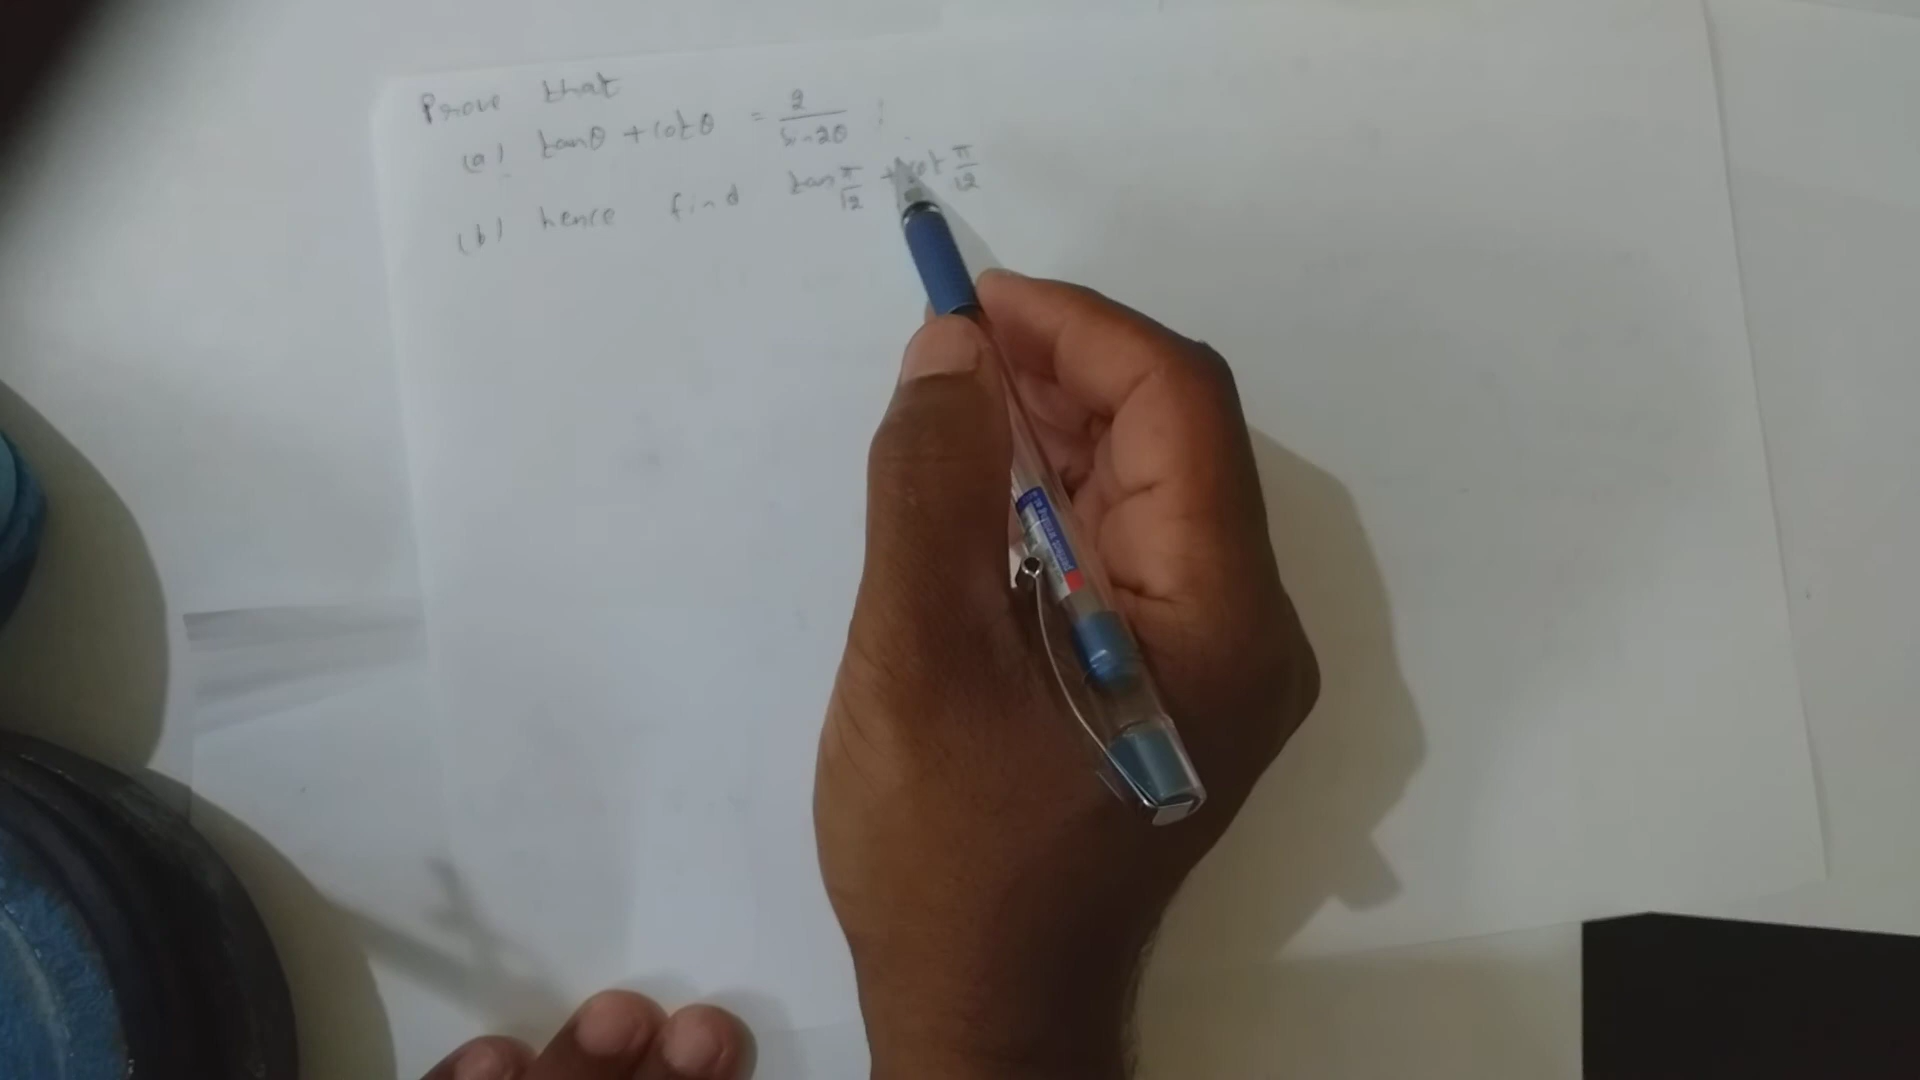 Prove that
(a) tanθ + cotθ = 2/sin2θ ;
(b) hence find tan π/12 + cot π/12